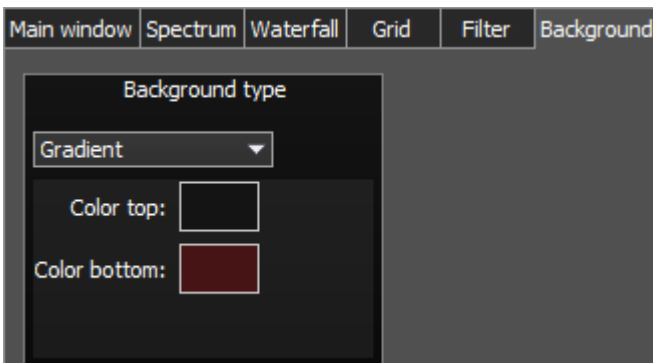 Main window Spectrum Waterfall Grid Filter Background
Background type
Gradient
Color top:
Color bottom: